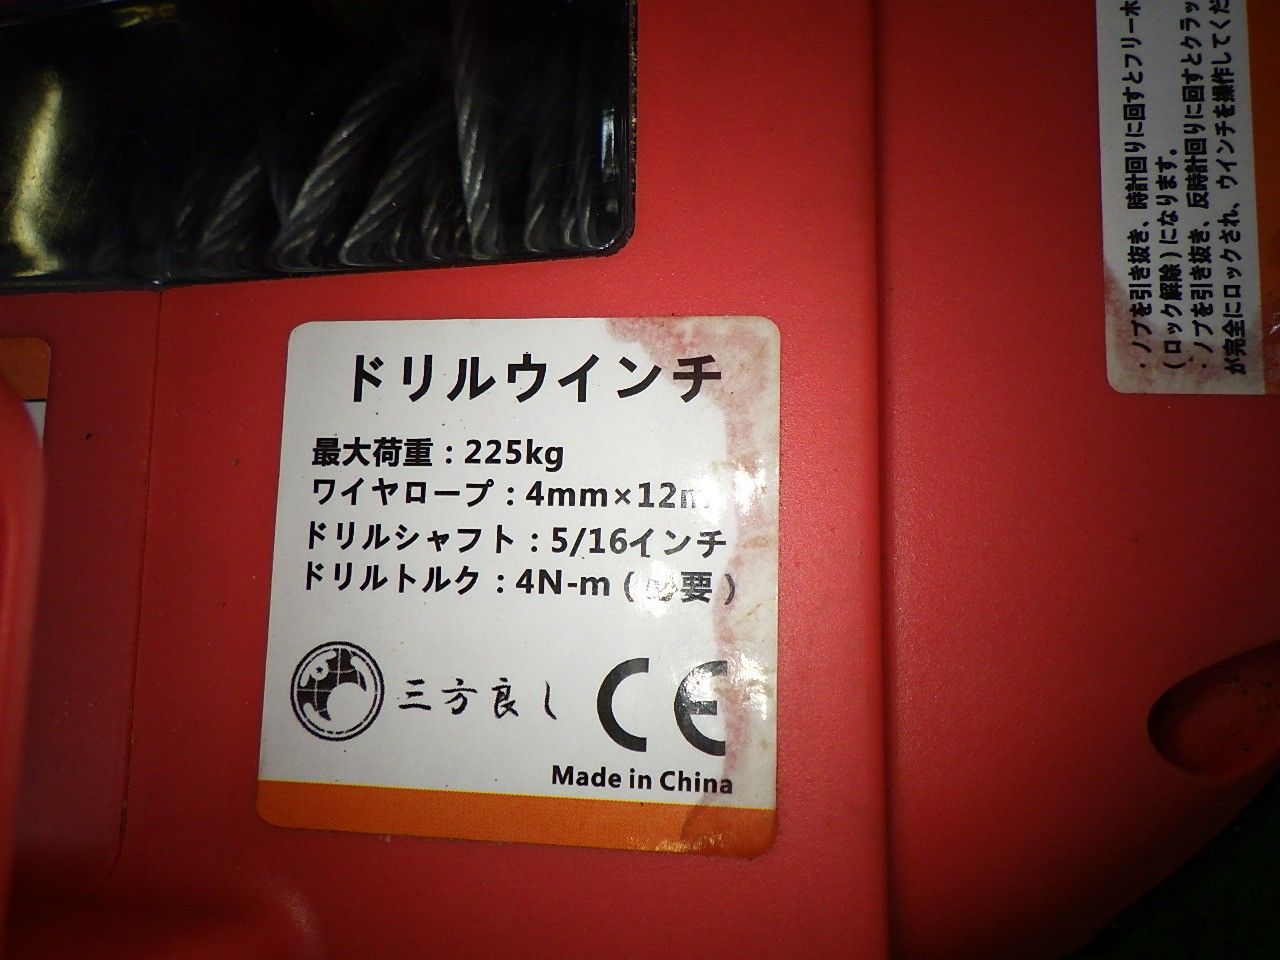 ドリルウインチ
最大荷重：225kg
ワイヤロープ：4mm×12m
ドリルシャフト：5/16インチ
ドリルトルク：4N-m（必要）
三方良し
CE
Made in China
・ノブを引き抜き、時計回りに回すとフリーホ
(ロック解除)になります。
・ノブを引き抜き、反時計回りに回すとクラッ
が完全にロックされ、ウインチを操作してくだ